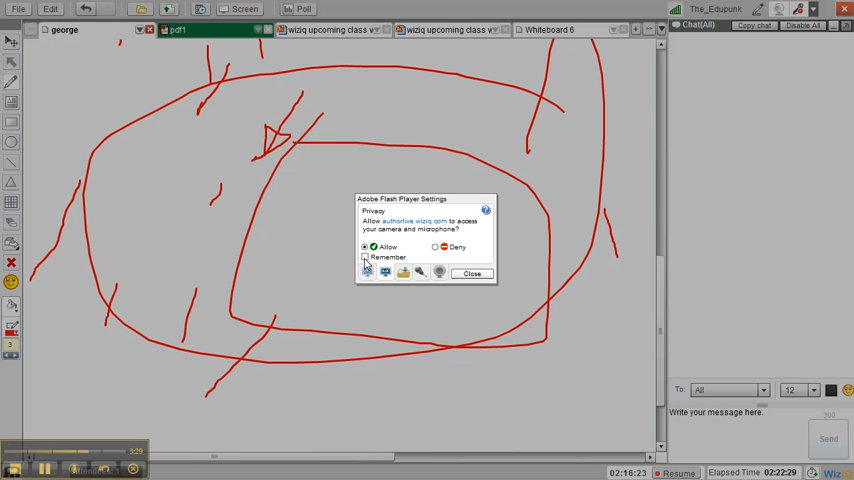 File Edit Screen Poll The_Edupunk
george pdf1 wiziq upcoming class w wiziq upcoming class w Whiteboard 6 Chat(All) Copy chat Disable All
Adobe Flash Player Settings
Privacy
Allow authorlive.wiziq.com to access
your camera and microphone?
Allow Deny
Remember
Close
3
To: All 12
Write your message here. 300
Send
3:29
02:16:23 Resume Elapsed Time 02:22:29 WizIQ